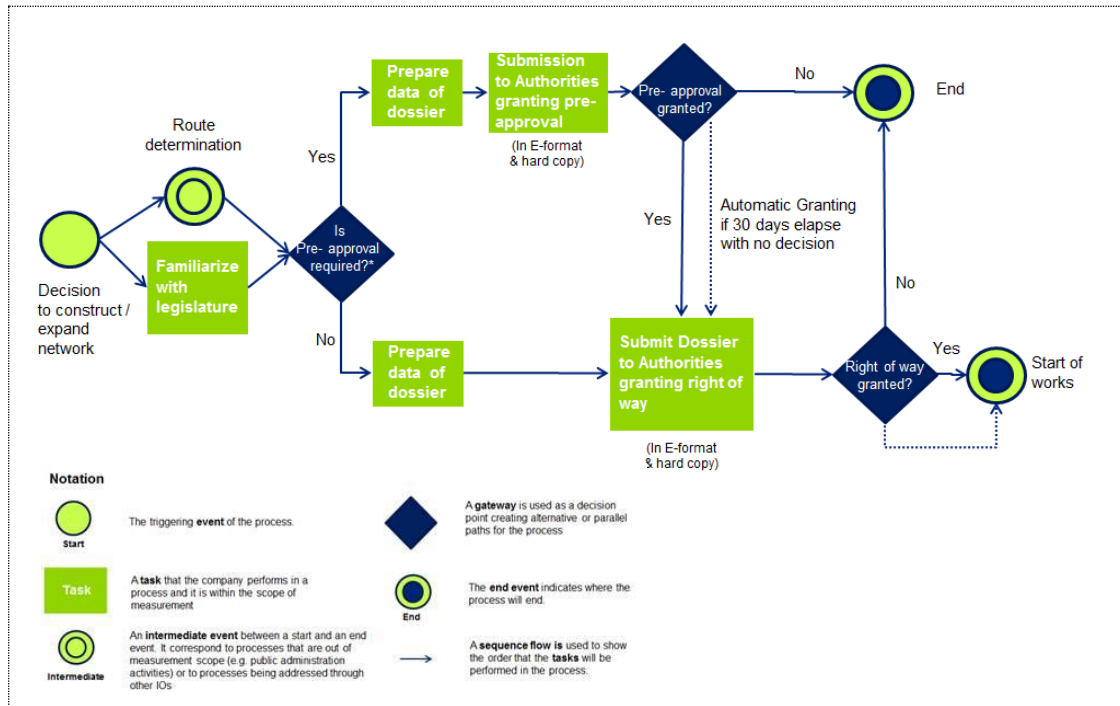 Route
determination
Decision
to construct /
expand
network
Familiarize
with
legislature
Is
Pre- approval
required?*
Yes
No
Prepare
data of
dossier
Submission
to Authorities
granting pre-
approval
(In E-format
& hard copy)
Pre- approval
granted?
No
End
Yes
Automatic Granting
if 30 days elapse
with no decision
Prepare
data of
dossier
Submit Dossier
to Authorities
granting right of
way
(In E-format
& hard copy)
No
Right of way
granted?
Yes
Start of
works
Notation
Start
The triggering event of the process.
Task
A task that the company performs in a
process and it is within the scope of
measurement
Intermediate
An intermediate event between a start and an end
event. It correspond to processes that are out of
measurement scope (e.g. public administration
activities) or to processes being addressed through
other IOs
A gateway is used as a decision
point creating alternative or parallel
paths for the process
End
The end event indicates where the
process will end.
A sequence flow is used to show
the order that the tasks will be
performed in the process.